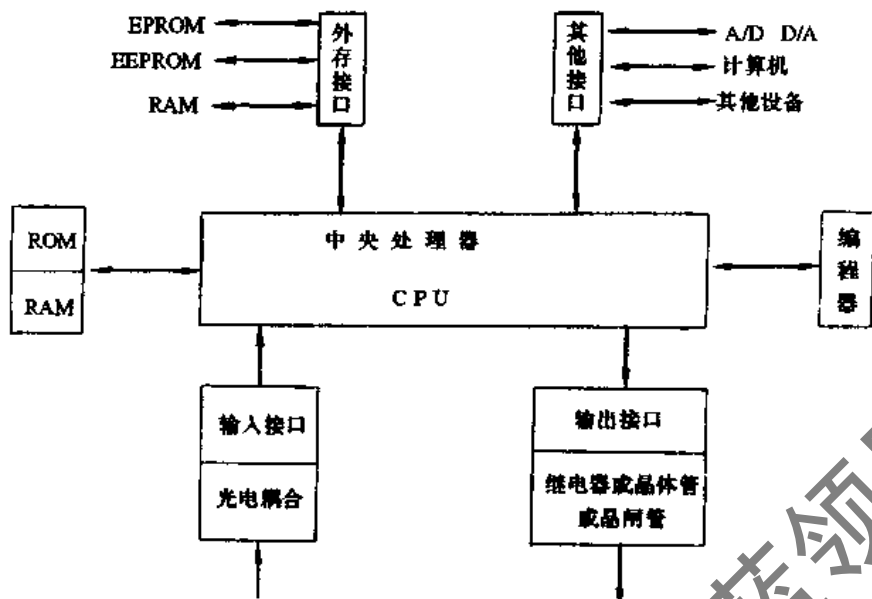 EPROM
EEPROM
RAM
外存接口
其他接口
A/D D/A
计算机
其他设备
ROM
RAM
中央处理器
CPU
编程器
输入接口
光电耦合
输出接口
继电器或晶体管
或晶闸管